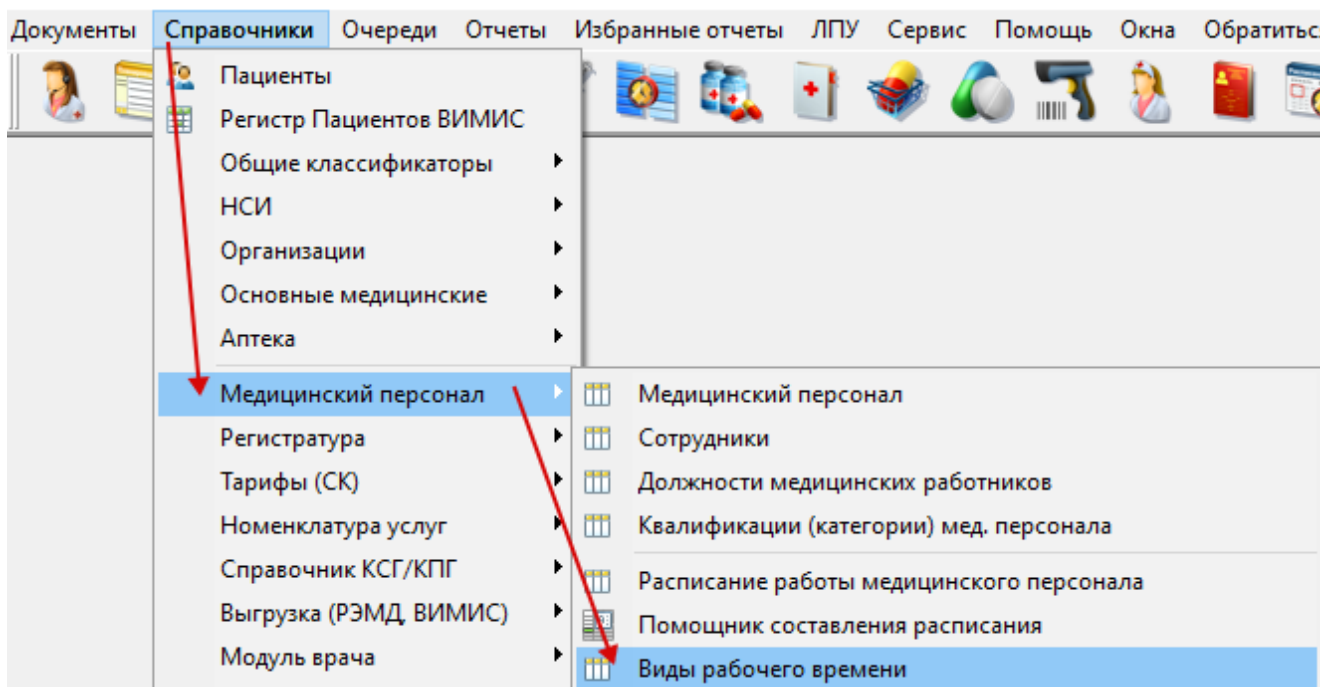 Документы Справочники Очереди Отчеты Избранные отчеты ЛПУ Сервис Помощь Окна Обратитьс
Пациенты
Регистр Пациентов ВИМИС
Общие классификаторы
НСИ
Организации
Основные медицинские
Аптека
Медицинский персонал
Регистратура
Тарифы (СК)
Номенклатура услуг
Справочник КСГ/КПГ
Выгрузка (РЭМД, ВИМИС)
Модуль врача
Медицинский персонал
Сотрудники
Должности медицинских работников
Квалификации (категории) мед. персонала
Расписание работы медицинского персонала
Помощник составления расписания
Виды рабочего времени